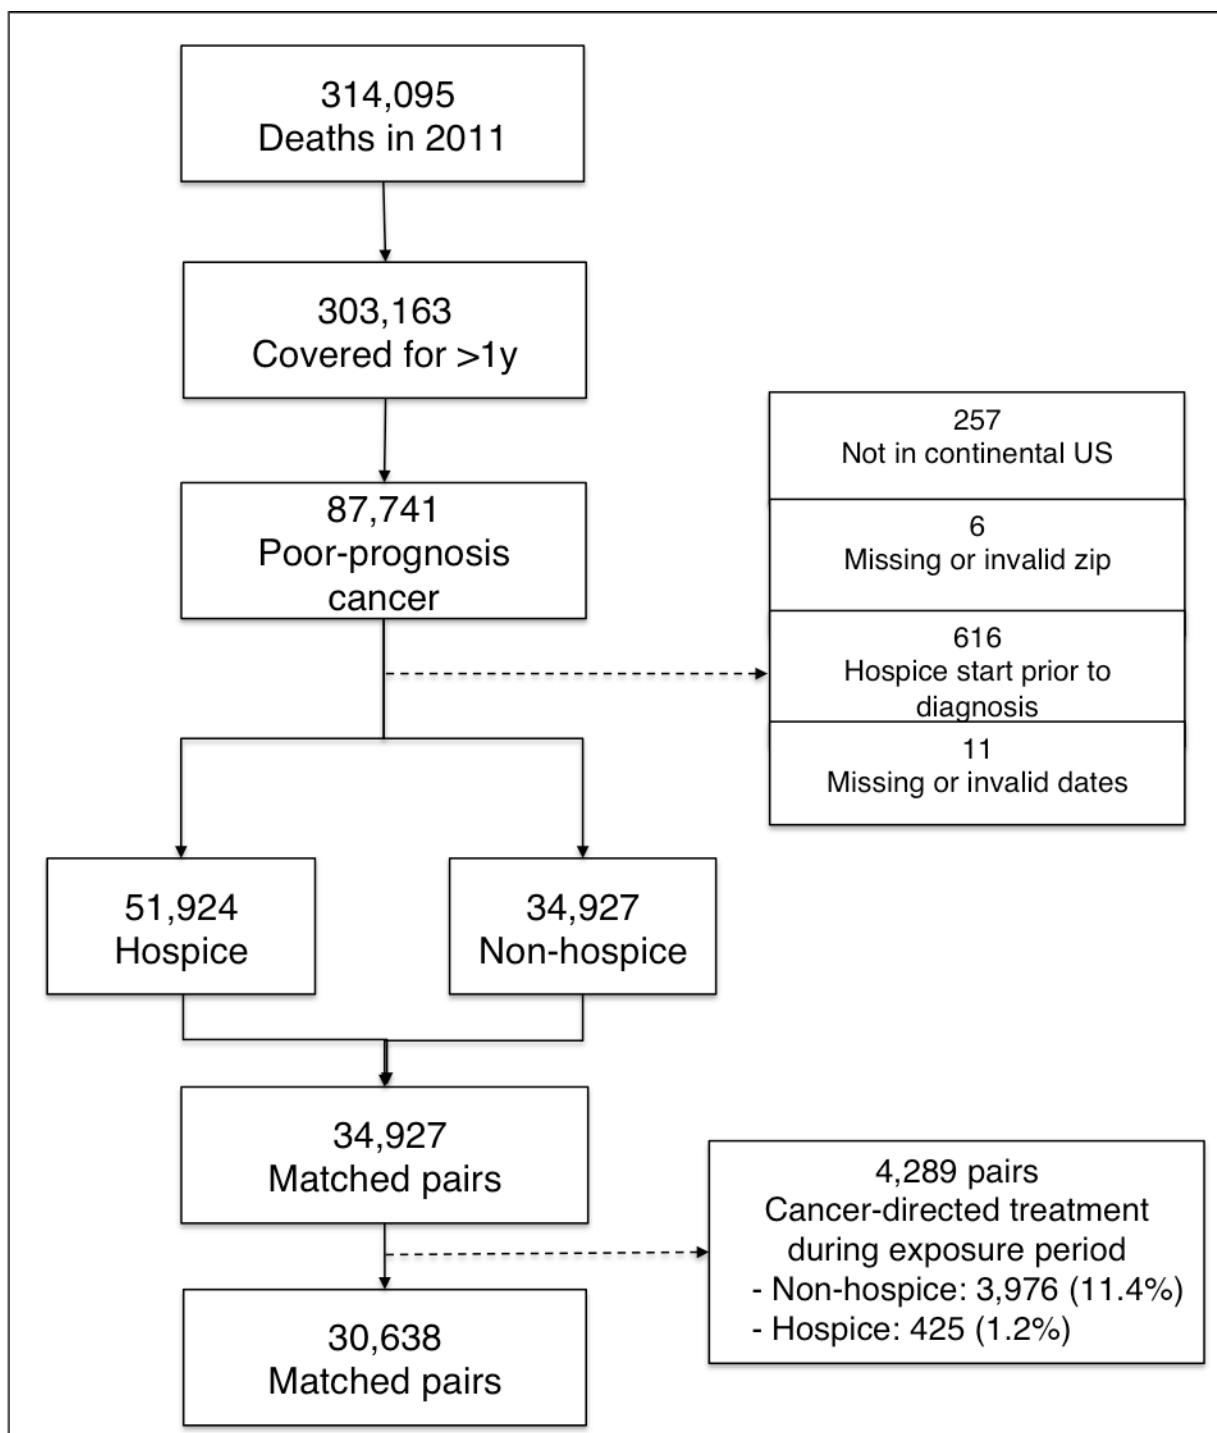 314,095
Deaths in 2011
303,163
Covered for >1y
87,741
Poor-prognosis
cancer
257
Not in continental US
6
Missing or invalid zip
616
Hospice start prior to
diagnosis
11
Missing or invalid dates
51,924
Hospice
34,927
Non-hospice
34,927
Matched pairs
4,289 pairs
Cancer-directed treatment
during exposure period
- Non-hospice: 3,976 (11.4%)
- Hospice: 425 (1.2%)
30,638
Matched pairs